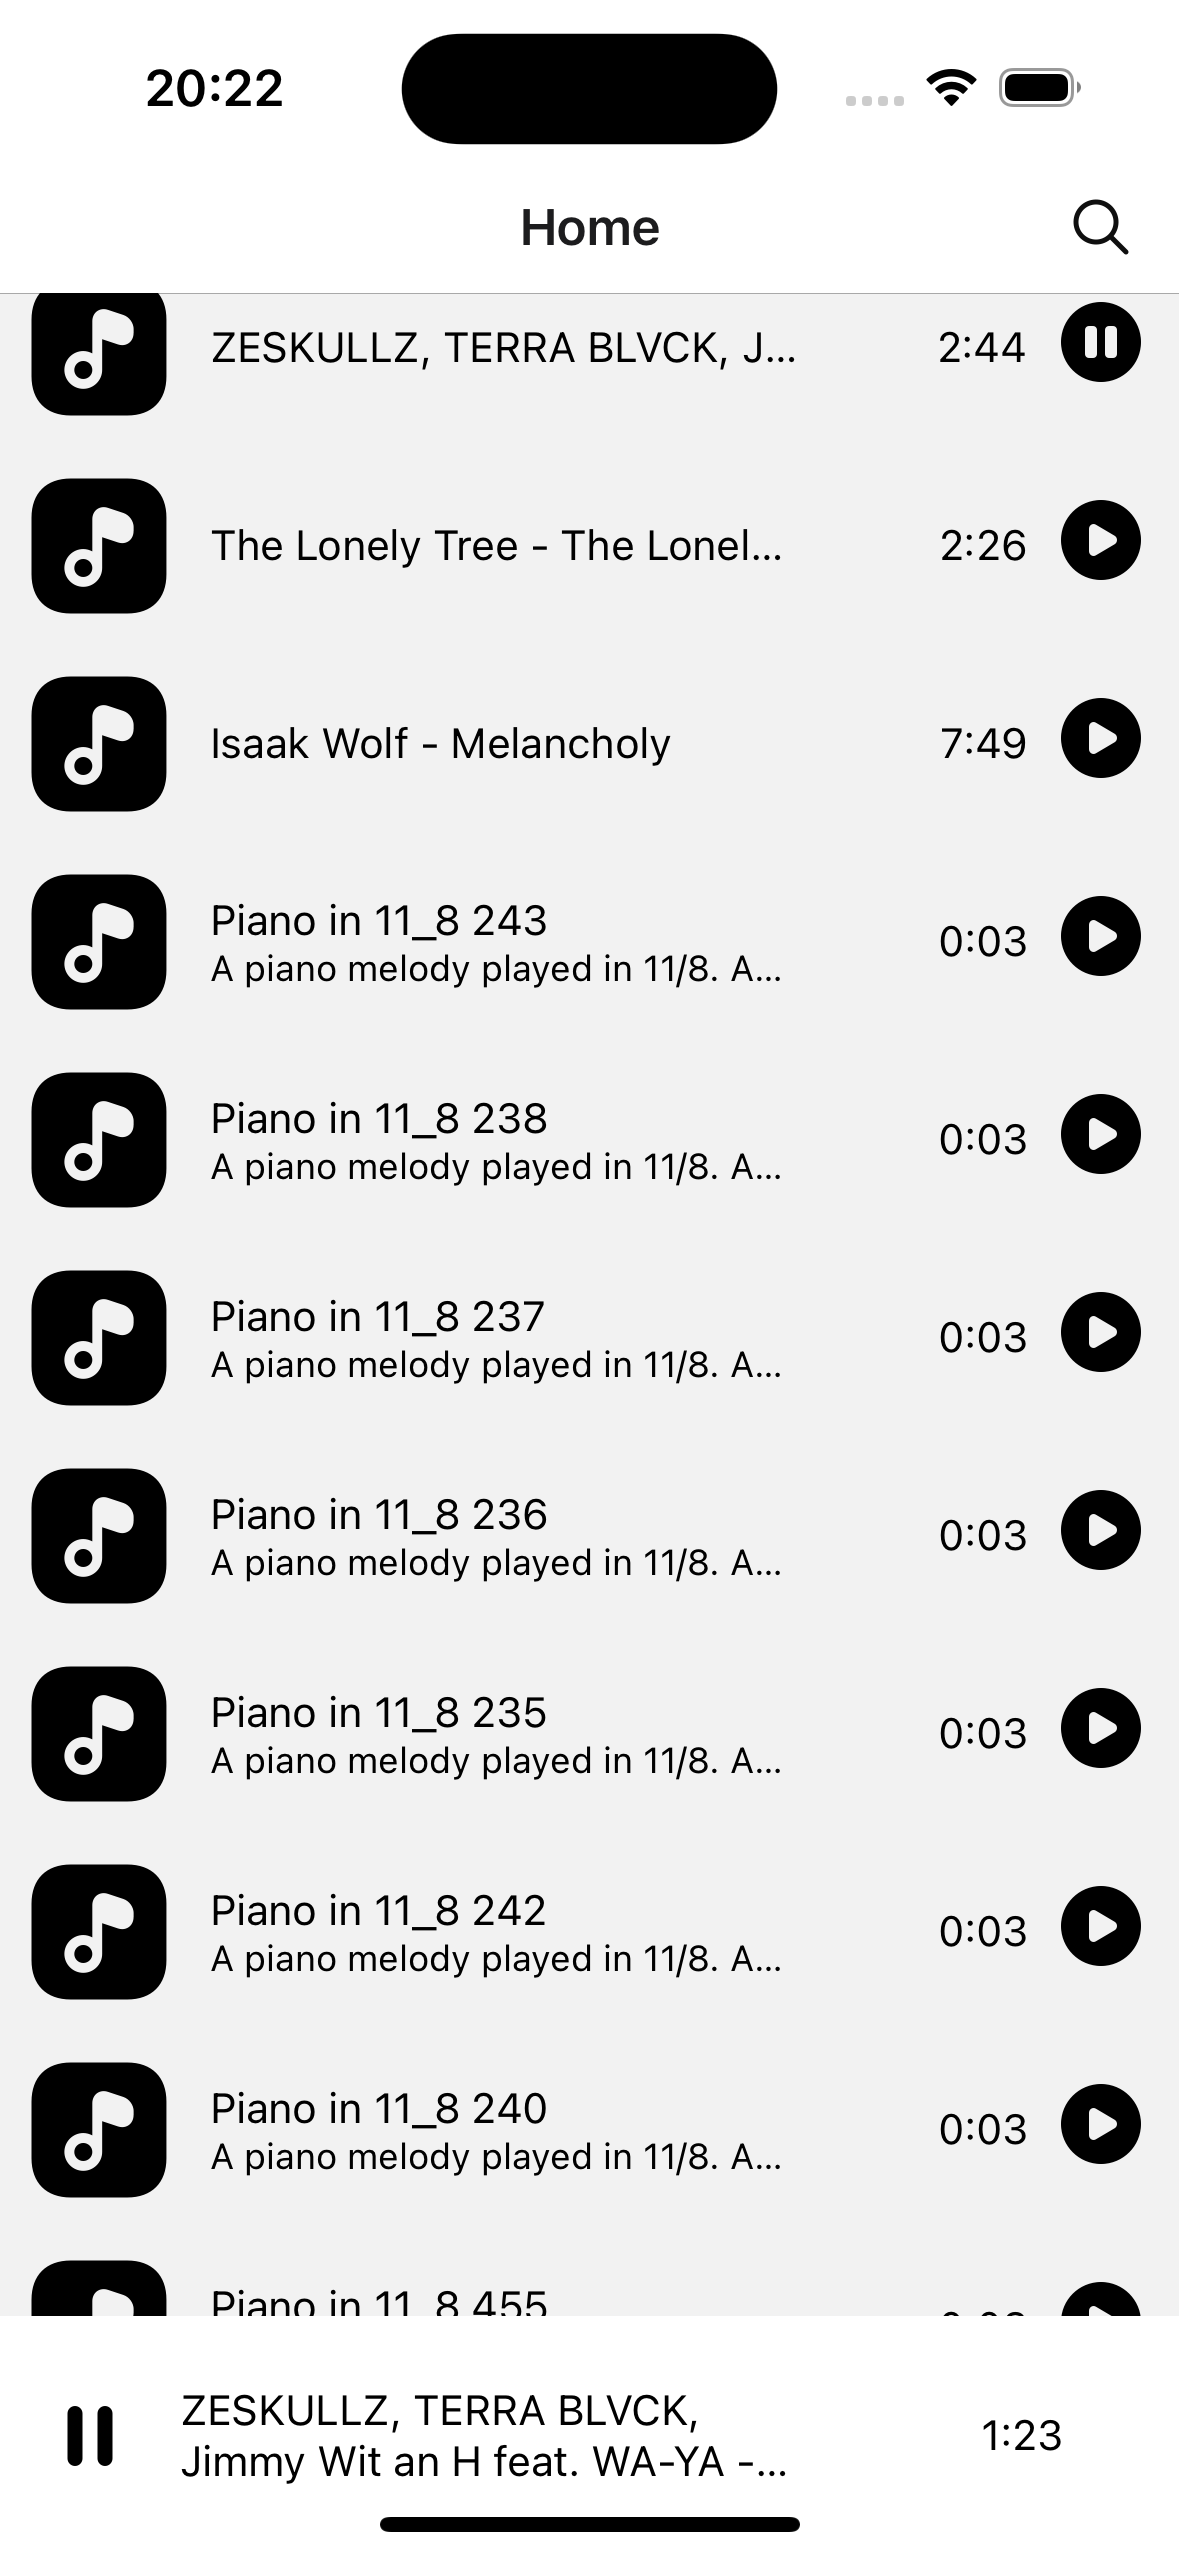 20:22
Home
ZESKULLZ, TERRA BLVCK, J...
2:44
The Lonely Tree - The Lonel...
2:26
Isaak Wolf - Melancholy
7:49
Piano in 11_8 243
A piano melody played in 11/8. A...
0:03
Piano in 11_8 238
A piano melody played in 11/8. A...
0:03
Piano in 11_8 237
A piano melody played in 11/8. A...
0:03
Piano in 11_8 236
A piano melody played in 11/8. A...
0:03
Piano in 11_8 235
A piano melody played in 11/8. A...
0:03
Piano in 11_8 242
A piano melody played in 11/8. A...
0:03
Piano in 11_8 240
A piano melody played in 11/8. A...
0:03
Piano in 11_8 455
ZESKULLZ, TERRA BLVCK,
Jimmy Wit an H feat. WA-YA -...
1:23